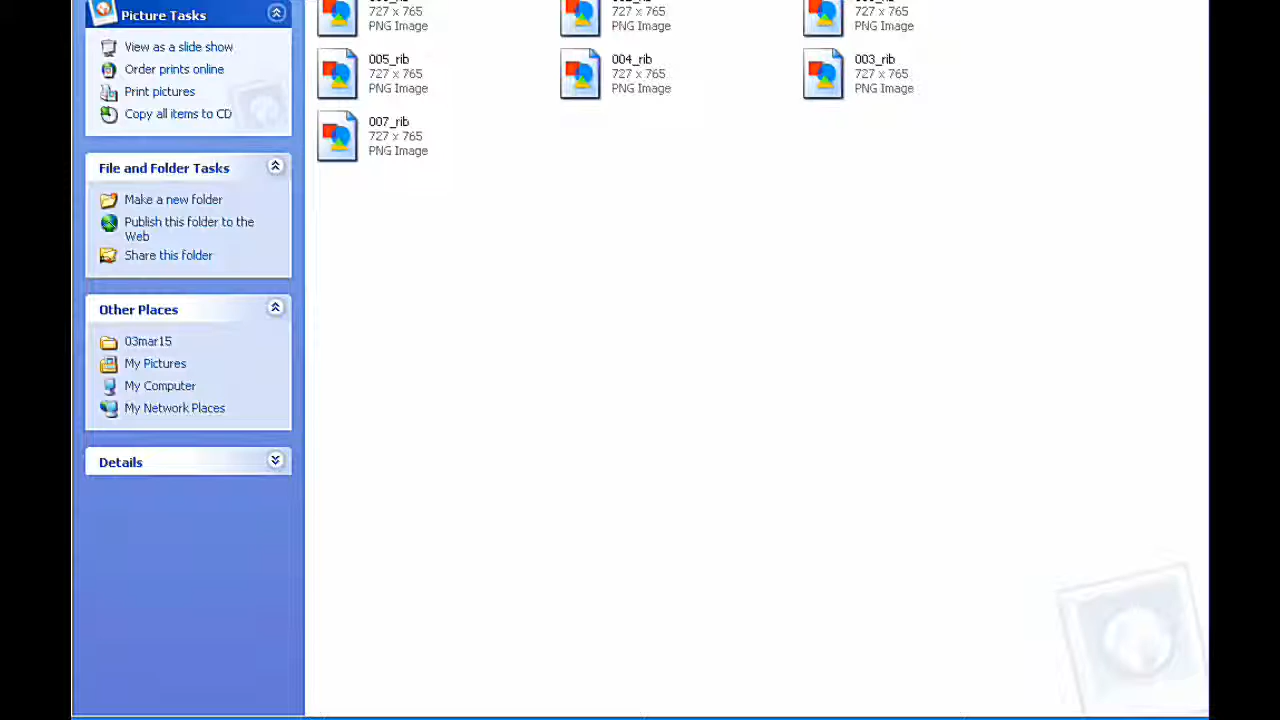 Picture Tasks
View as a slide show
Order prints online
Print pictures
Copy all items to CD
File and Folder Tasks
Make a new folder
Publish this folder to the
Web
Share this folder
Other Places
03mar15
My Pictures
My Computer
My Network Places
Details
727 x 765
PNG Image
727 x 765
PNG Image
727 x 765
PNG Image
005_rib
727 x 765
PNG Image
004_rib
727 x 765
PNG Image
003_rib
727 x 765
PNG Image
007_rib
727 x 765
PNG Image